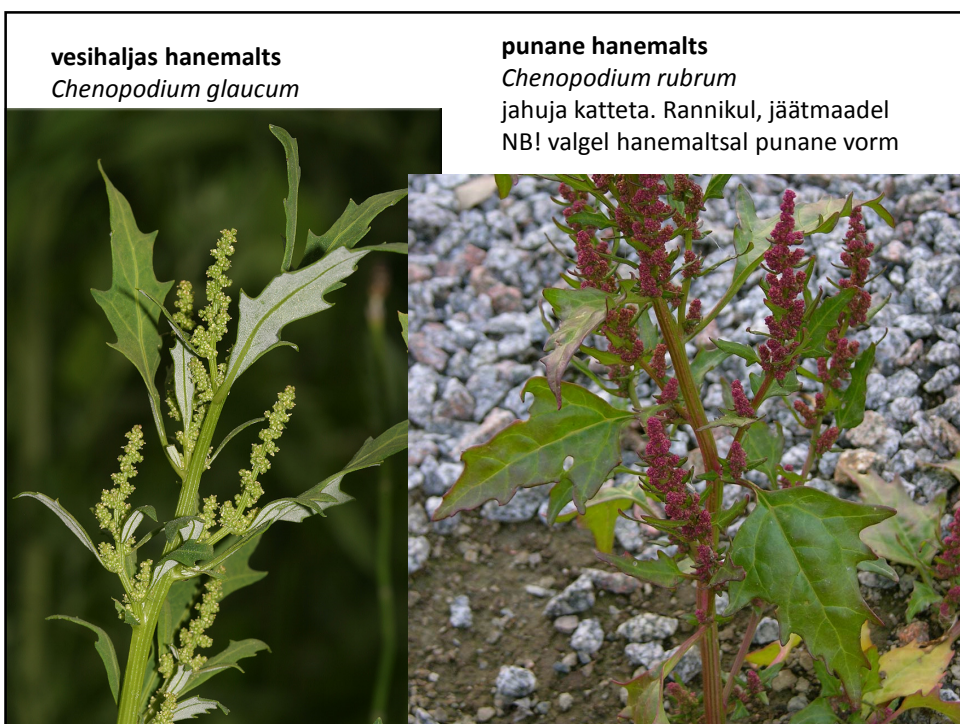 vesihaljas hanemalts
Chenopodium glaucum
punane hanemalts
Chenopodium rubrum
jahuja katteta. Rannikul, jäätmaadel
NB! valgel hanemaltsal punane vorm